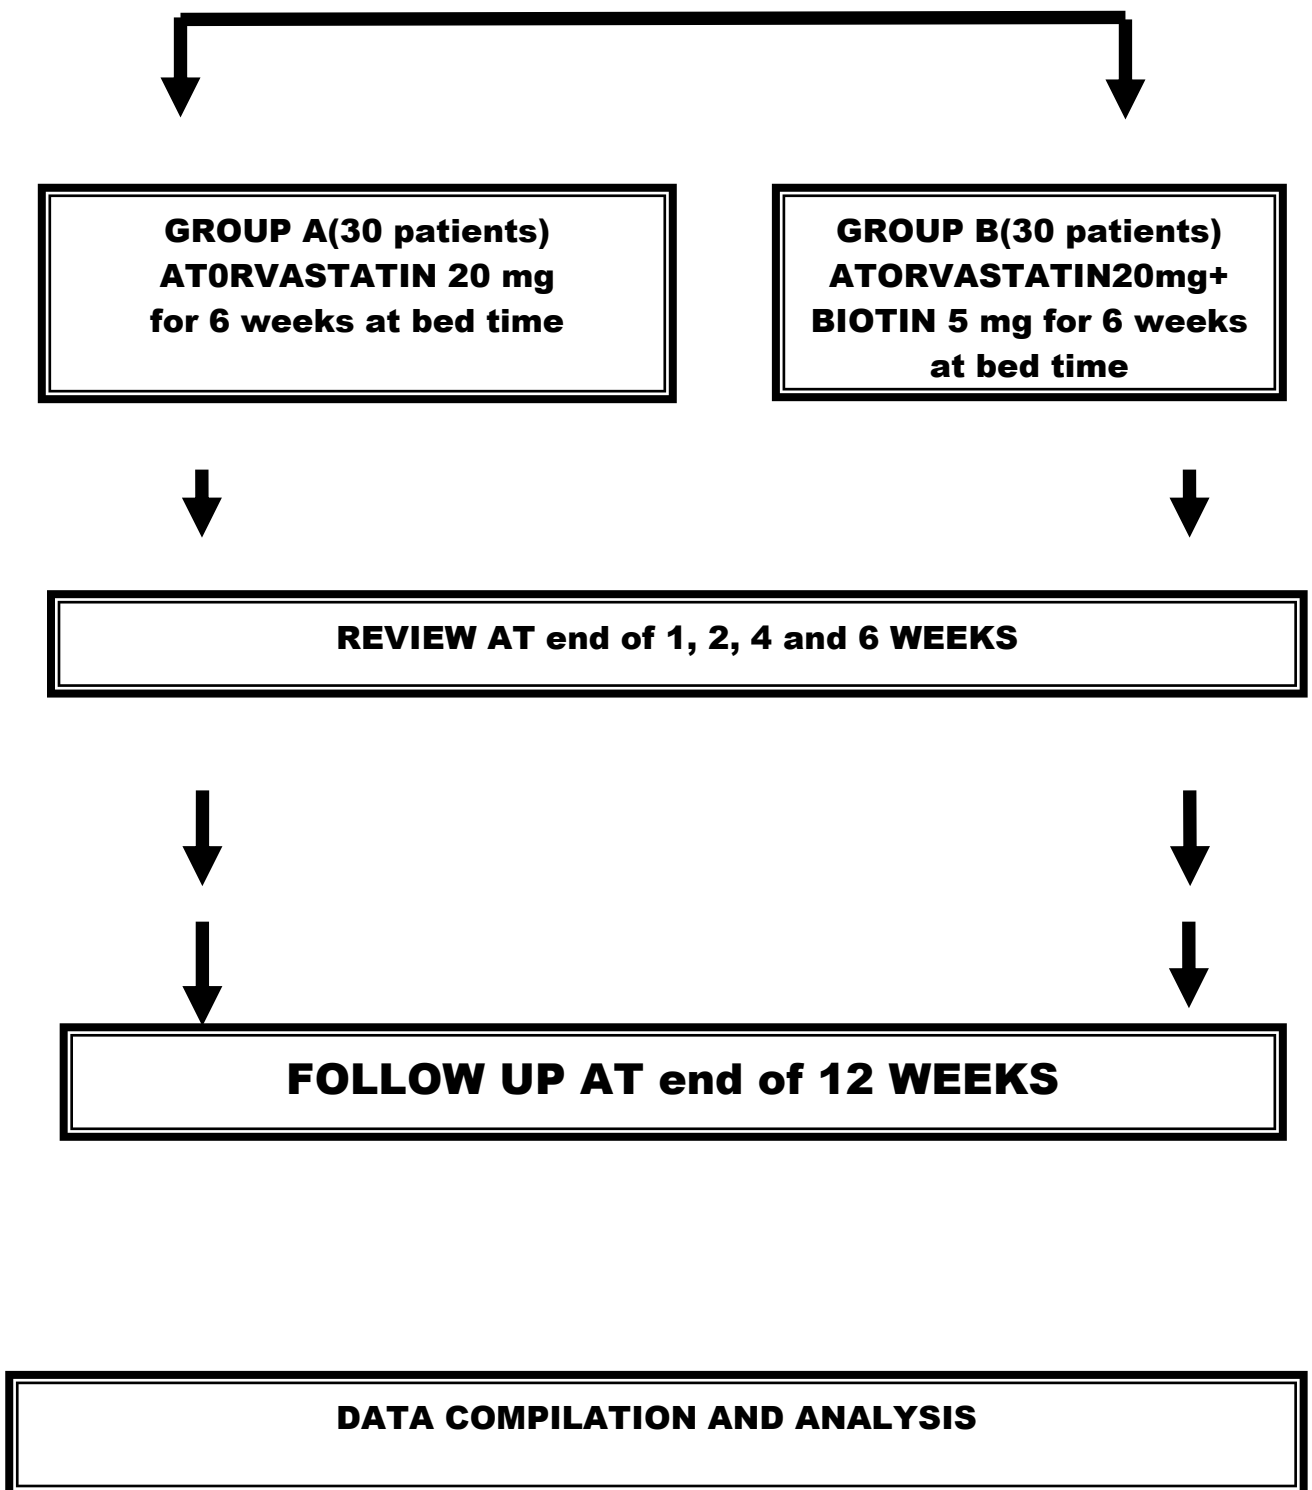 GROUP A(30 patients)
AT0RVASTATIN 20 mg
for 6 weeks at bed time
GROUP B(30 patients)
ATORVASTATIN20mg+
BIOTIN 5 mg for 6 weeks
at bed time
REVIEW AT end of 1, 2, 4 and 6 WEEKS
FOLLOW UP AT end of 12 WEEKS
DATA COMPILATION AND ANALYSIS